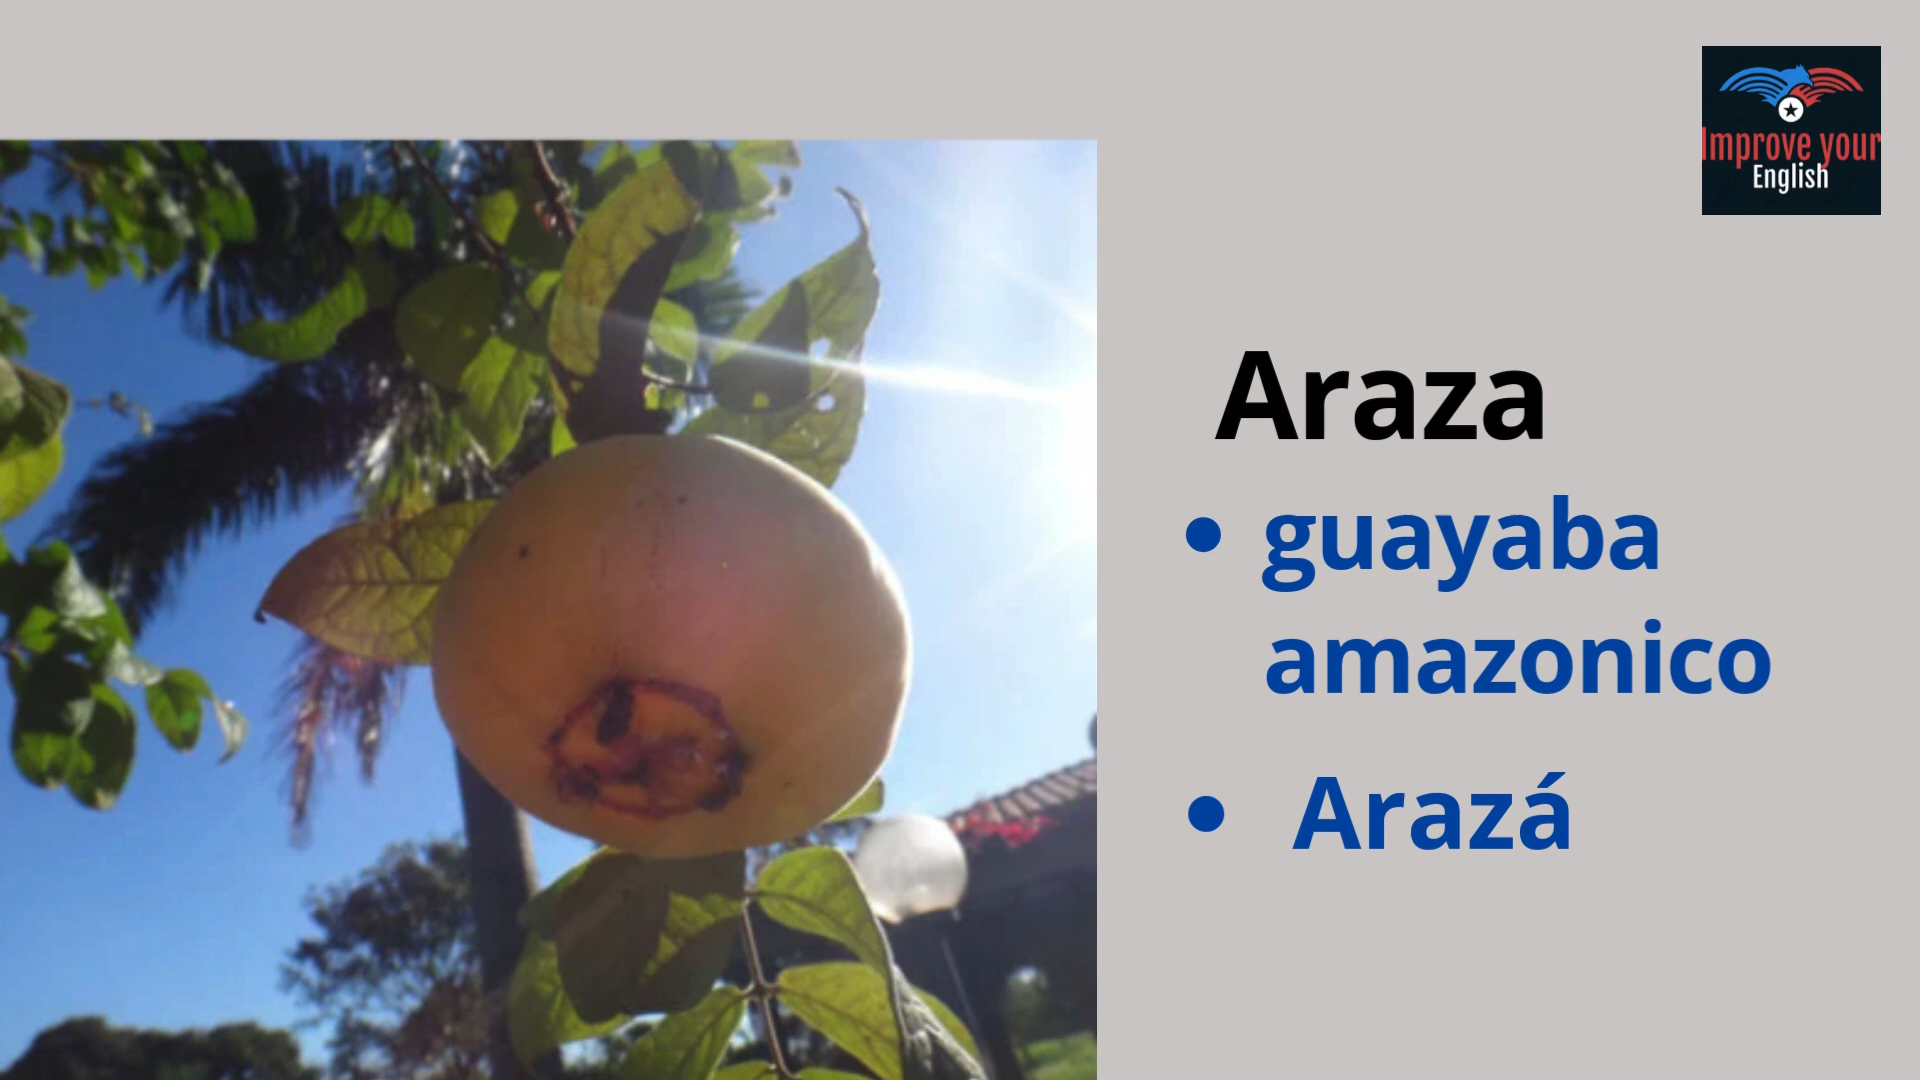 Improve your
English
Araza
• guayaba
amazonico
• Arazá